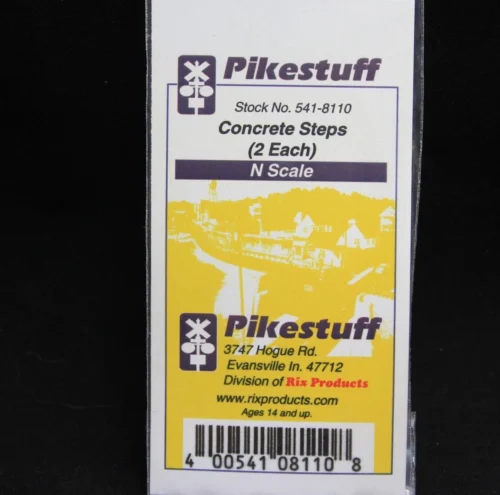 Pikestuff
Stock No. 541-8110
Concrete Steps
(2 Each)
N Scale
Pikestuff
3747 Hogue Rd.
Evansville In. 47712
Division of Rix Products
www.rixproducts.com
Ages 14 and up.
4 00541 08110 8